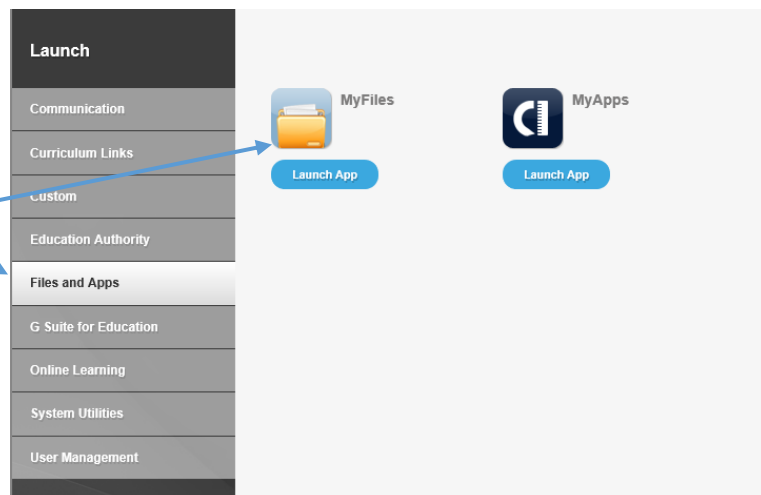 Launch
Communication
Curriculum Links
Custom
Education Authority
Files and Apps
G Suite for Education
Online Learning
System Utilities
User Management
MyFiles
Launch App
MyApps
Launch App